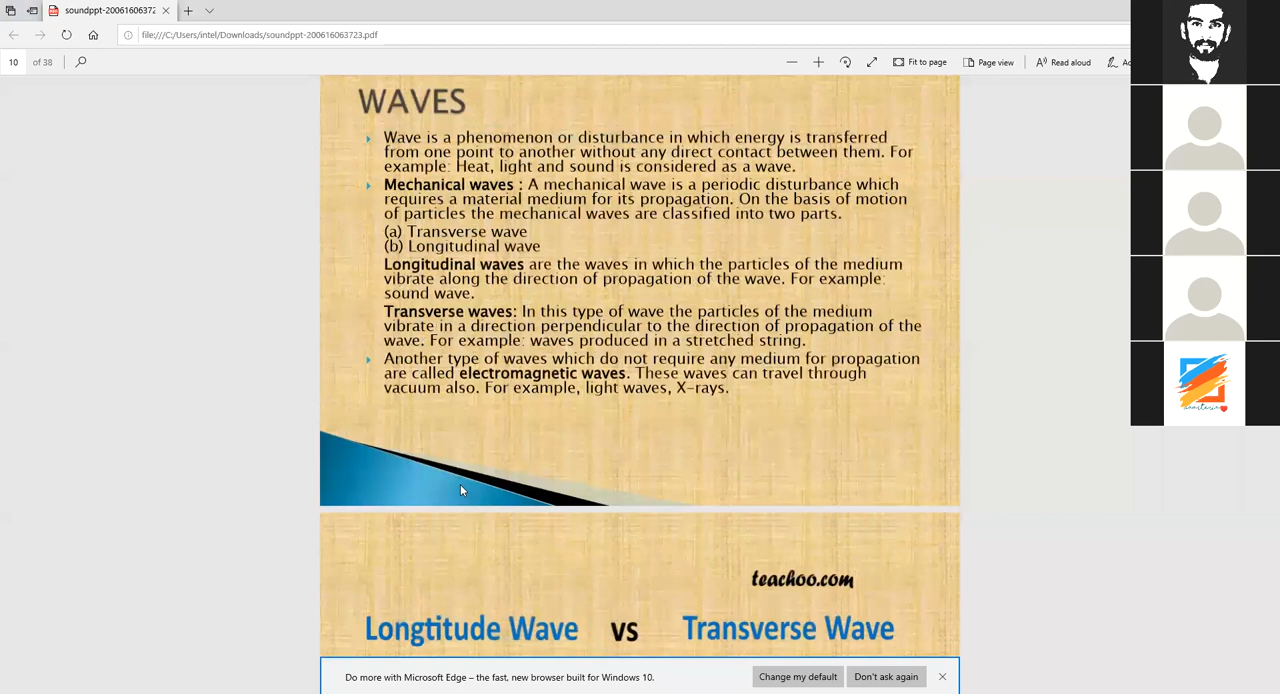 soundppt-200616063723
file:///C:/Users/intel/Downloads/soundppt-200616063723.pdf
10 of 38
Fit to page
Page view
Read aloud
WAVES
Wave is a phenomenon or disturbance in which energy is transferred
from one point to another without any direct contact between them. For
example: Heat, light and sound is considered as a wave.
Mechanical waves : A mechanical wave is a periodic disturbance which
requires a material medium for its propagation. On the basis of motion
of particles the mechanical waves are classified into two parts.
(a) Transverse wave
(b) Longitudinal wave
Longitudinal waves are the waves in which the particles of the medium
vibrate along the direction of propagation of the wave. For example:
sound wave.
Transverse waves: In this type of wave the particles of the medium
vibrate in a direction perpendicular to the direction of propagation of the
wave. For example: waves produced in a stretched string.
Another type of waves which do not require any medium for propagation
are called electromagnetic waves. These waves can travel through
vacuum also. For example, light waves, X-rays.
teachoo.com
Longtitude Wave vs Transverse Wave
Do more with Microsoft Edge – the fast, new browser built for Windows 10.
Change my default
Don't ask again